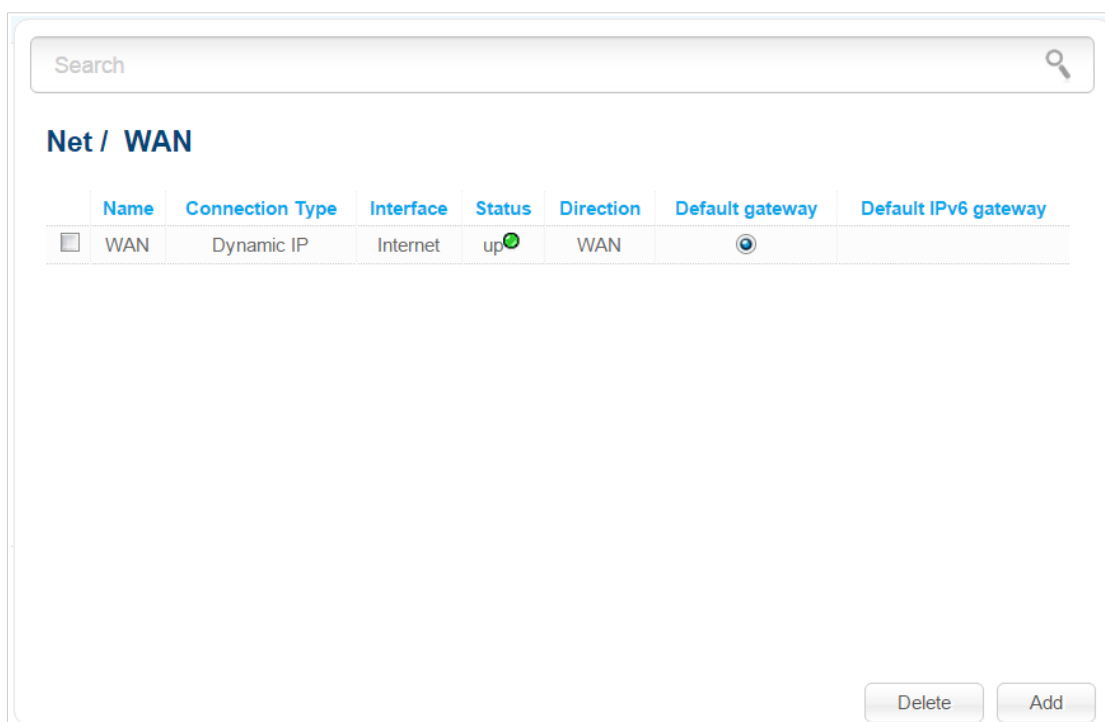 Search
Net / WAN
Name Connection Type Interface Status Direction Default gateway Default IPv6 gateway
WAN Dynamic IP Internet up WAN
Delete Add